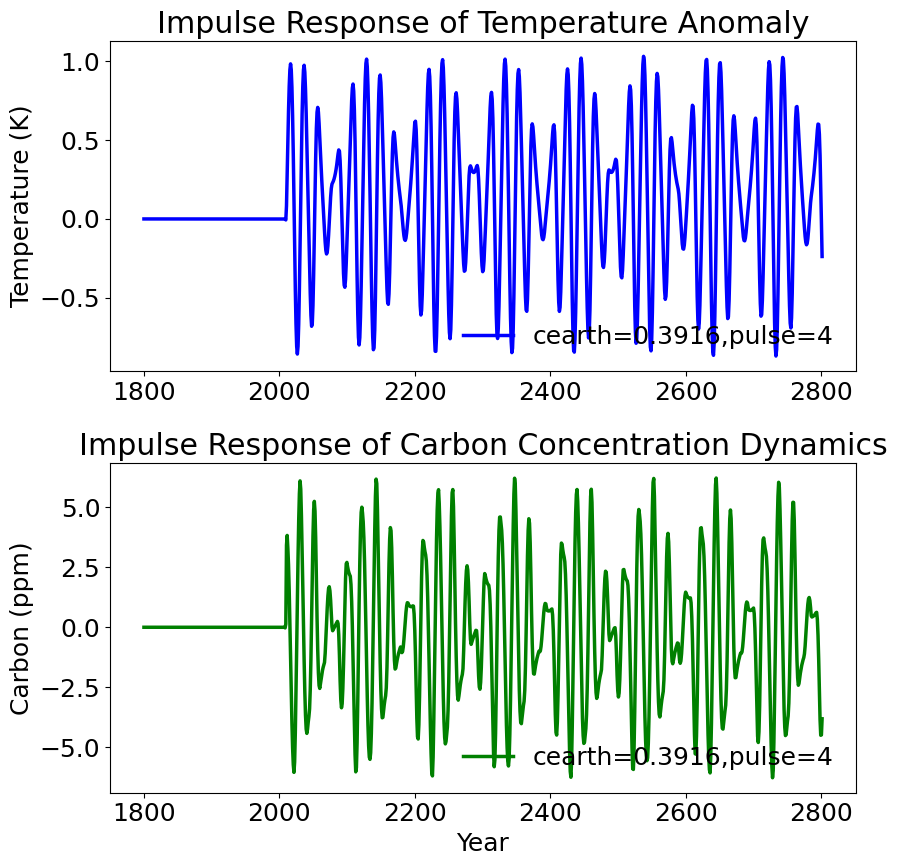 Impulse Response of Temperature Anomaly
Temperature (K)
1.0
0.5
0.0
−0.5
cearth=0.3916,pulse=4
1800 2000 2200 2400 2600 2800
Impulse Response of Carbon Concentration Dynamics
Carbon (ppm)
5.0
2.5
0.0
−2.5
−5.0
cearth=0.3916,pulse=4
1800 2000 2200 2400 2600 2800
Year